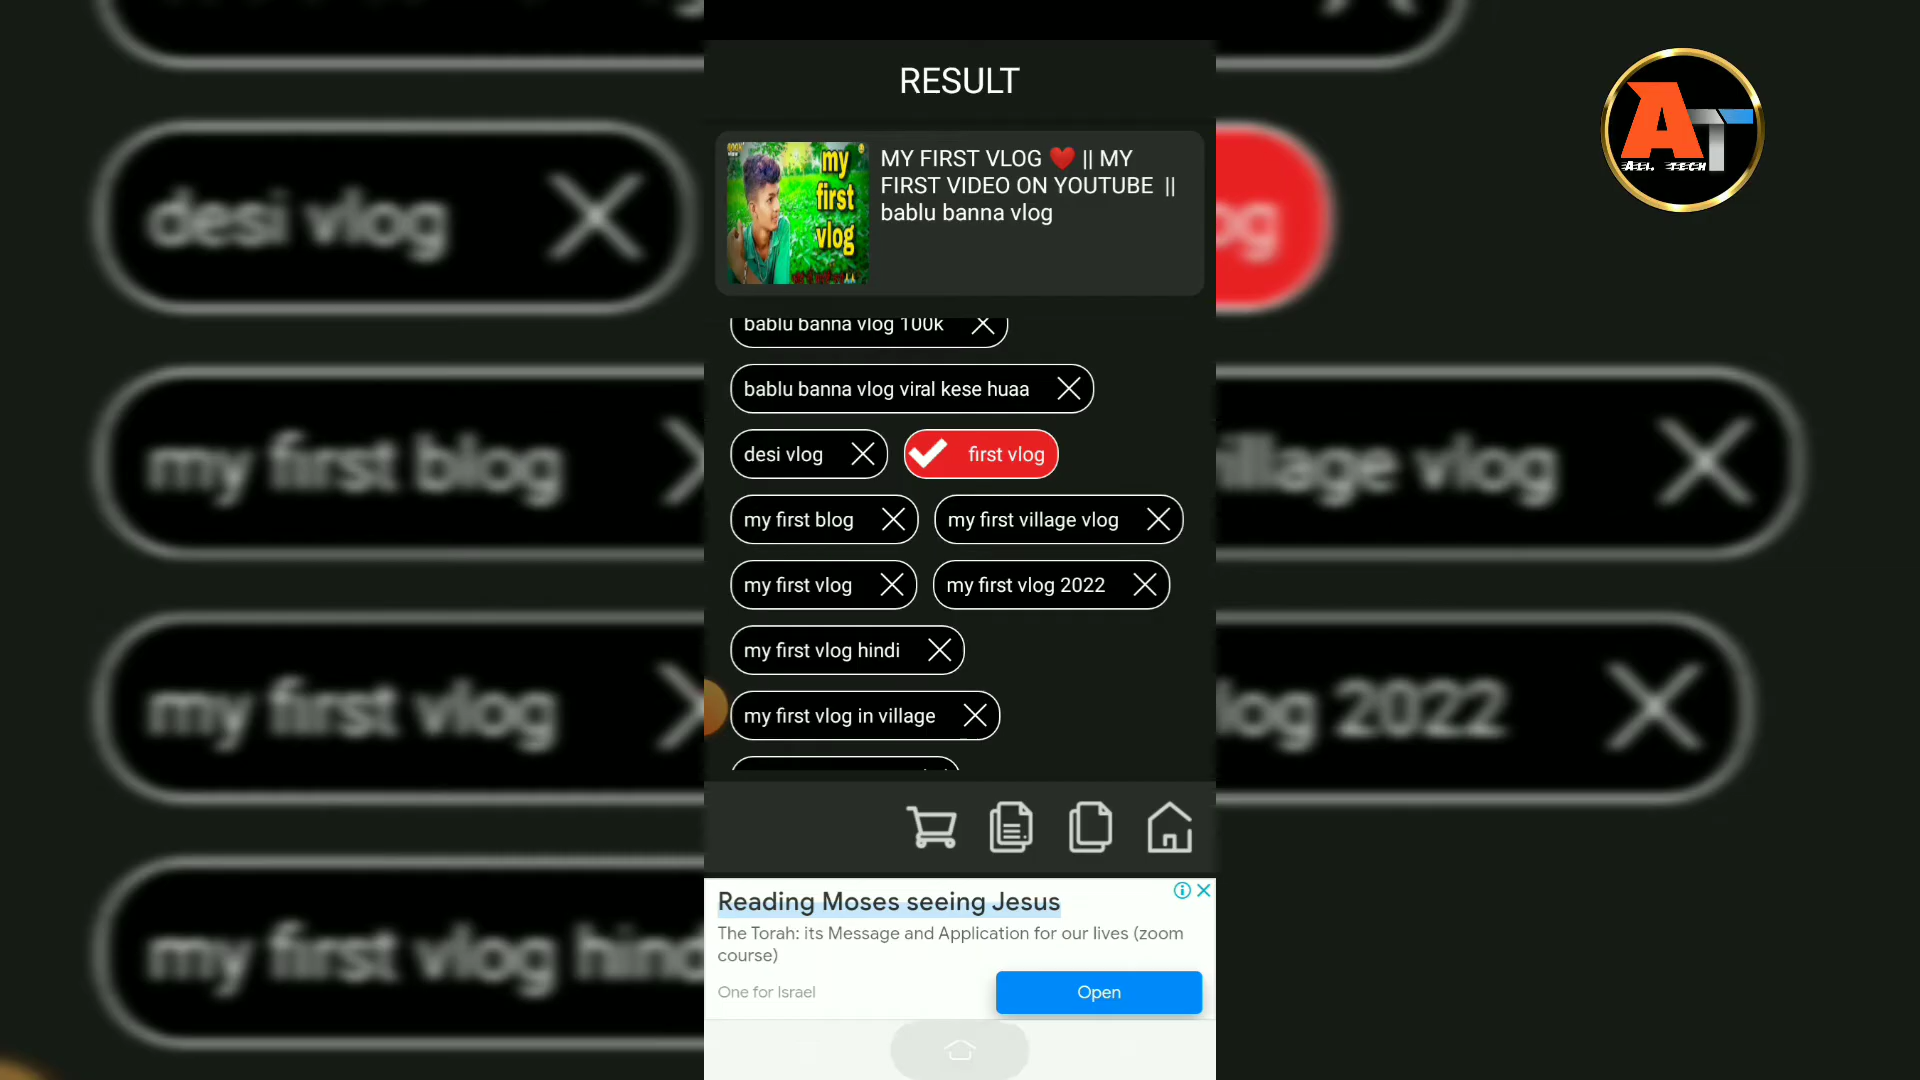 RESULT
my
first
vlog
MY FIRST VLOG ❤️ || MY
FIRST VIDEO ON YOUTUBE ||
bablu banna vlog
bablu banna vlog 100k
bablu banna vlog viral kese huaa
desi vlog
first vlog
my first blog
my first village vlog
my first vlog
my first vlog 2022
my first vlog hindi
my first vlog in village
Reading Moses seeing Jesus
The Torah: its Message and Application for our lives (zoom
course)
One for Israel
Open
AT
ALL TECH
desi vlog
og
my first blog
illage vlog
my first vlog
log 2022
my first vlog hind